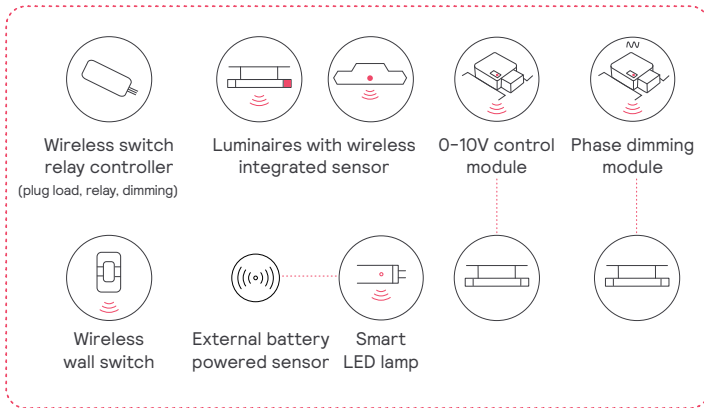 Wireless switch
relay controller
(plug load, relay, dimming)
Luminaires with wireless
integrated sensor
0-10V control
module
Phase dimming
module
Wireless
wall switch
External battery
powered sensor
Smart
LED lamp